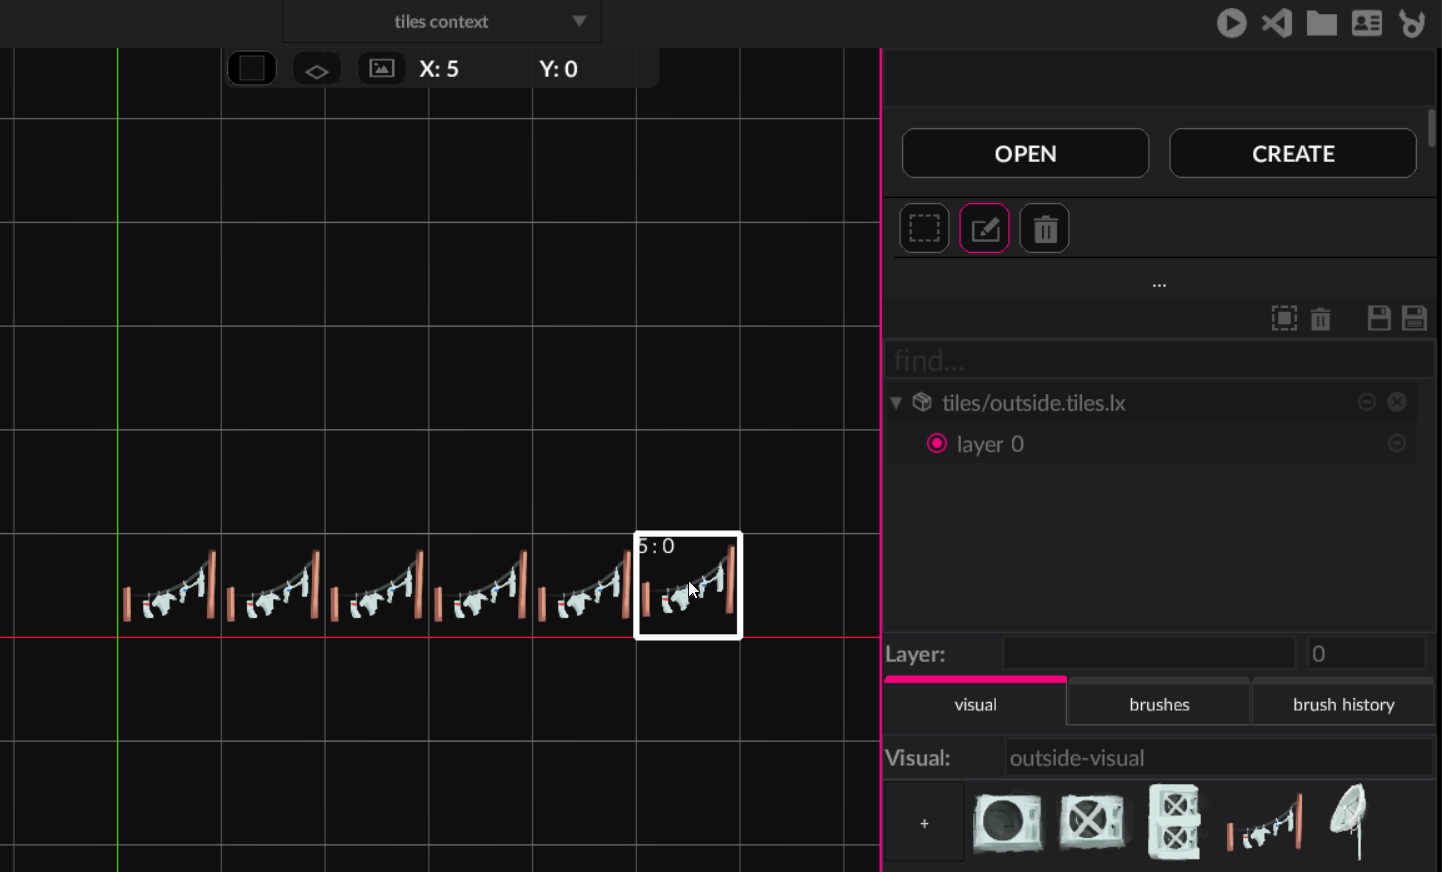 tiles context
X: 5
Y: 0
OPEN
CREATE
...
find...
tiles/outside.tiles.lx
layer 0
5:0
Layer:
0
visual
brushes
brush history
Visual:
outside-visual
+